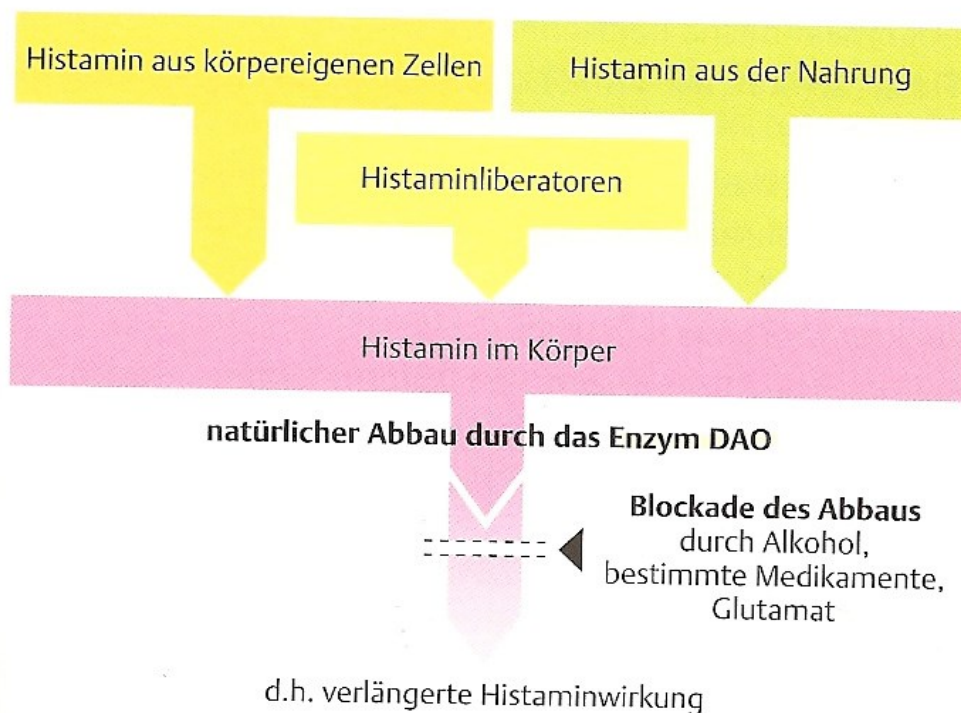 Histamin aus körpereigenen Zellen
Histamin aus der Nahrung
Histaminliberatoren
Histamin im Körper
natürlicher Abbau durch das Enzym DAO
Blockade des Abbaus
durch Alkohol,
bestimmte Medikamente,
Glutamat
d.h. verlängerte Histaminwirkung